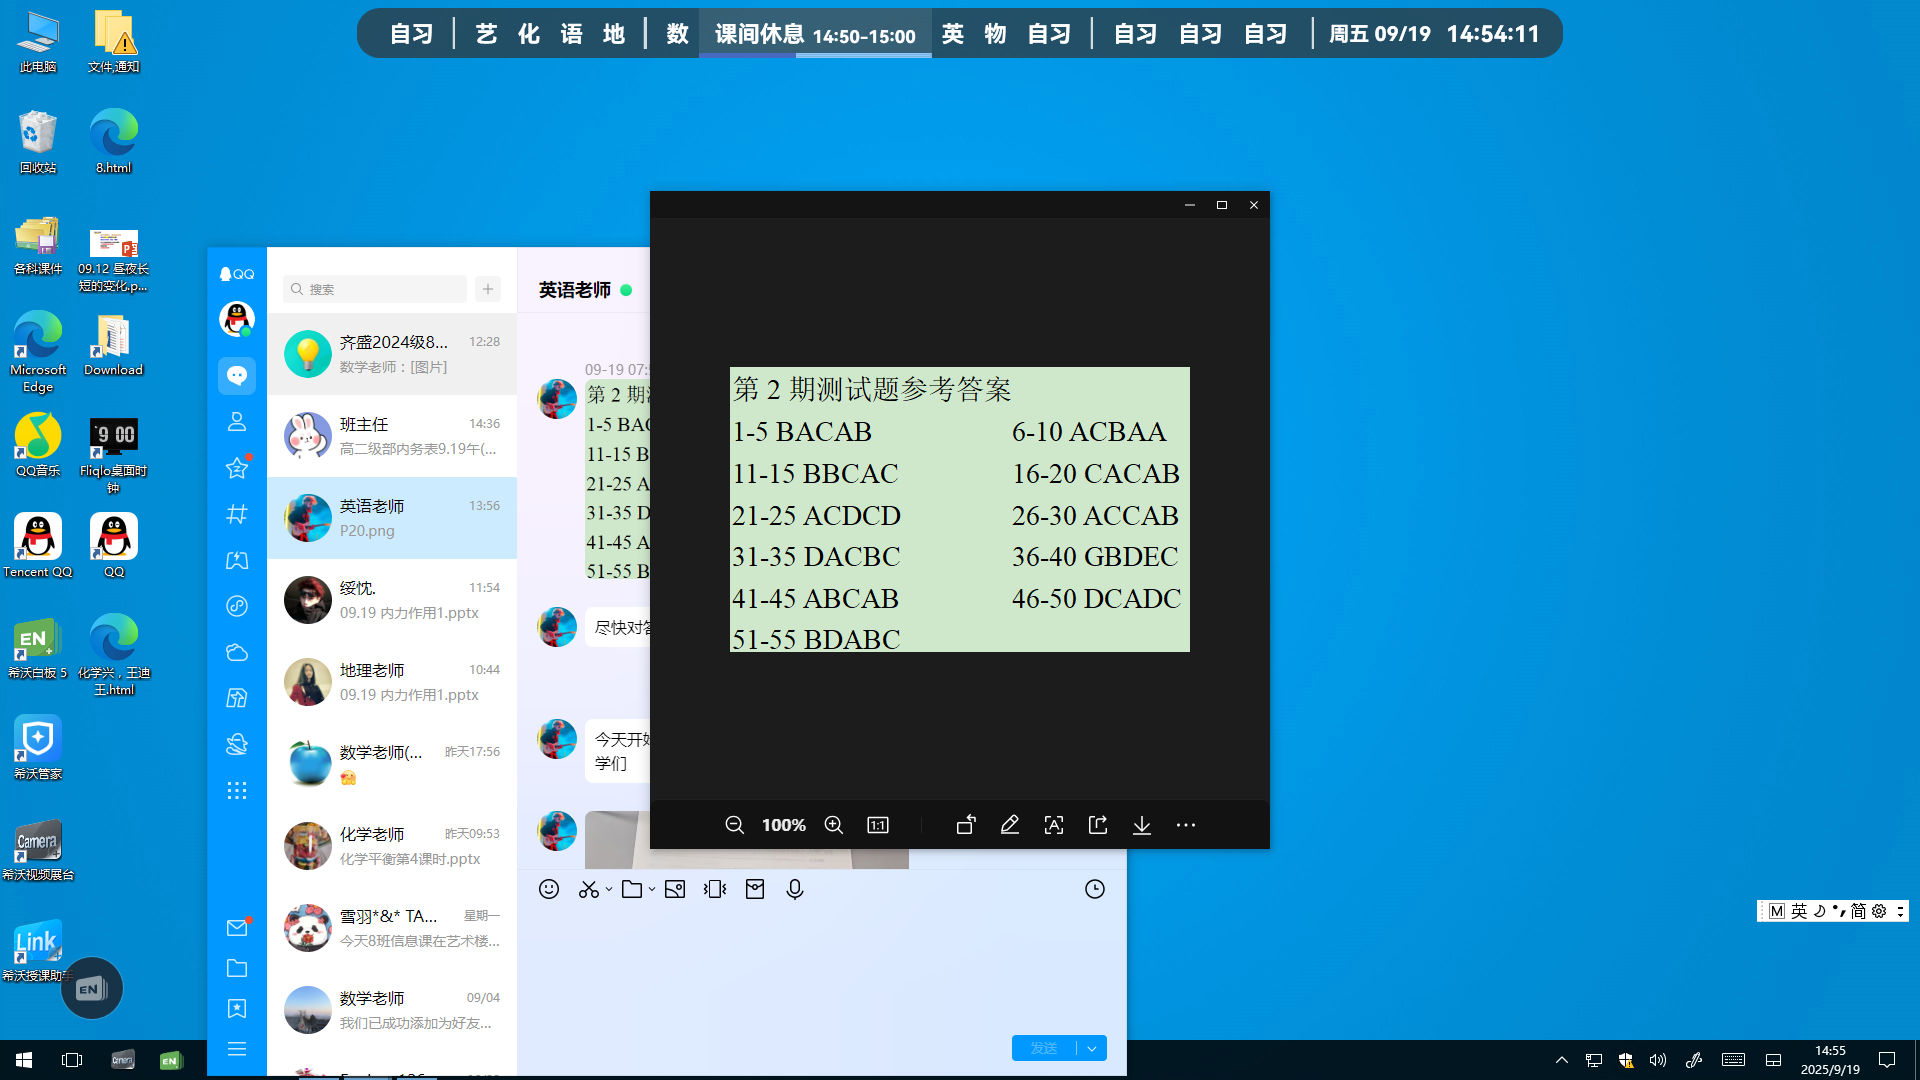 自习 | 艺 化 语 地 | 数 课间休息 14:50-15:00 英 物 自习 | 自习 自习 自习 | 周五 09/19 14:54:11
此电脑
文件,通知
回收站
8.html
各科课件
09.12 昼夜长
短的变化.p...
Microsoft
Edge
Download
QQ音乐
Fliqlo桌面时
钟
9 00
Tencent QQ
QQ
希沃白板 5
化学兴，王迪
王.html
希沃管家
Camera
希沃视频展台
Link
希沃授课助手
EN
QQ
搜索
齐盛2024级8...
12:28
数学老师：[图片]
班主任
14:36
高二级部内务表9.19午(...
英语老师
13:56
P20.png
绥忱.
11:54
09.19 内力作用1.pptx
地理老师
10:44
09.19 内力作用1.pptx
数学老师(...
昨天17:56
化学老师
昨天09:53
化学平衡第4课时.pptx
雪羽*&* TA...
星期一
今天8班信息课在艺术楼...
数学老师
09/04
我们已成功添加为好友...
英语老师
09-19 07:
第 2 期
1-5 BAC
11-15 B
21-25 A
31-35 D
41-45 A
51-55 B
尽快对答
今天开始
学们
发送
第 2 期测试题参考答案
1-5 BACAB 6-10 ACBAA
11-15 BBCAC 16-20 CACAB
21-25 ACDCD 26-30 ACCAB
31-35 DACBC 36-40 GBDEC
41-45 ABCAB 46-50 DCADC
51-55 BDABC
100%
1:1
M 英 简
Camera
EN
14:55
2025/9/19